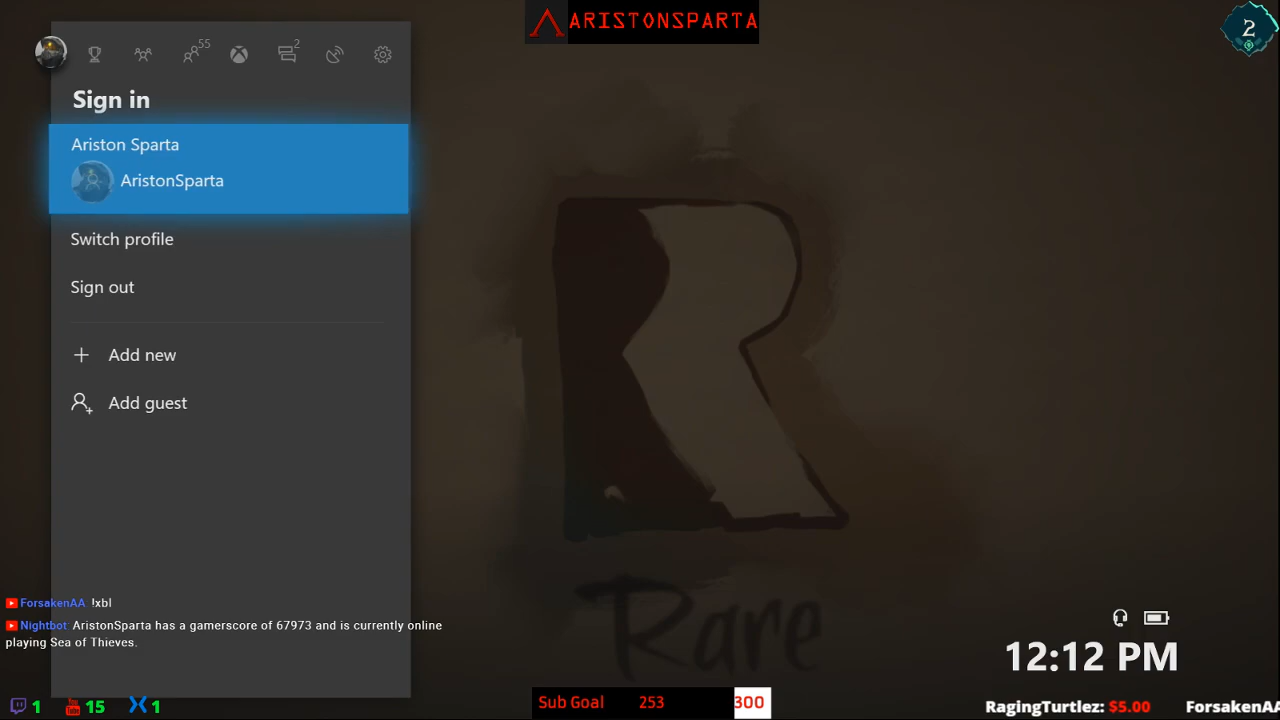 ARISTONSPARTA
2
55
2
Sign in
Ariston Sparta
AristonSparta
Switch profile
Sign out
Add new
Add guest
Rare
ForsakenAA: !xbl
Nightbot: AristonSparta has a gamerscore of 67973 and is currently online
playing Sea of Thieves.
12:12 PM
1
You Tube 15
1
Sub Goal 253 300
RagingTurtlez: $5.00 ForsakenAA